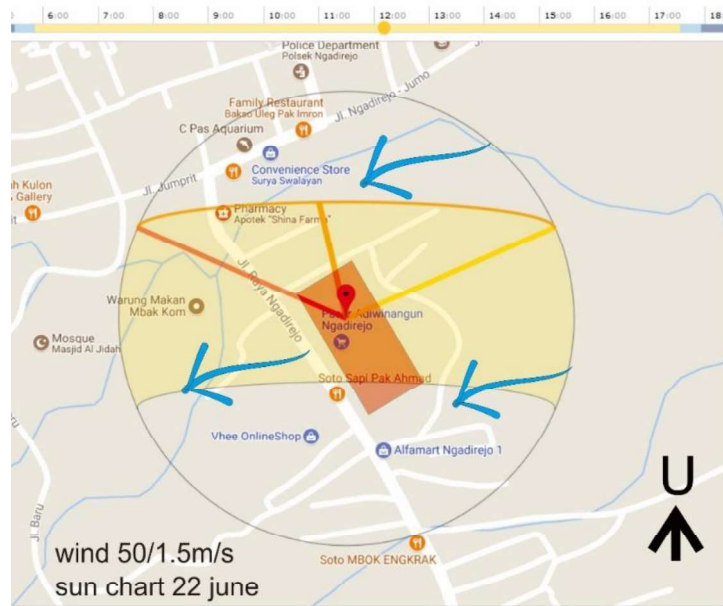 6:00 7:00 8:00 9:00 10:00 11:00 12:00 13:00 14:00 15:00 16:00 17:00 18:
Police Department
Polsek Ngadirejo
Family Restaurant
Bakso Uleg Pak Imron
Jl. Ngadirejo - Jumo
C Pas Aquarium
Convenience Store
Surya Swalayan
Jl. Jumprit
ah Kulon
Gallery
Pharmacy
Apotek "Shina Farma"
Jl. Raya Ngadirejo
Warung Makan
Mbak Kom
Adiwinangun
Ngadirejo
Mosque
Masjid Al Jidah
Soto Sapi Pak Ahmad
Vhee OnlineShop
Alfamart Ngadirejo 1
U
Jl. Baru
Soto MBOK ENGKRAK
wind 50/1.5m/s
sun chart 22 june